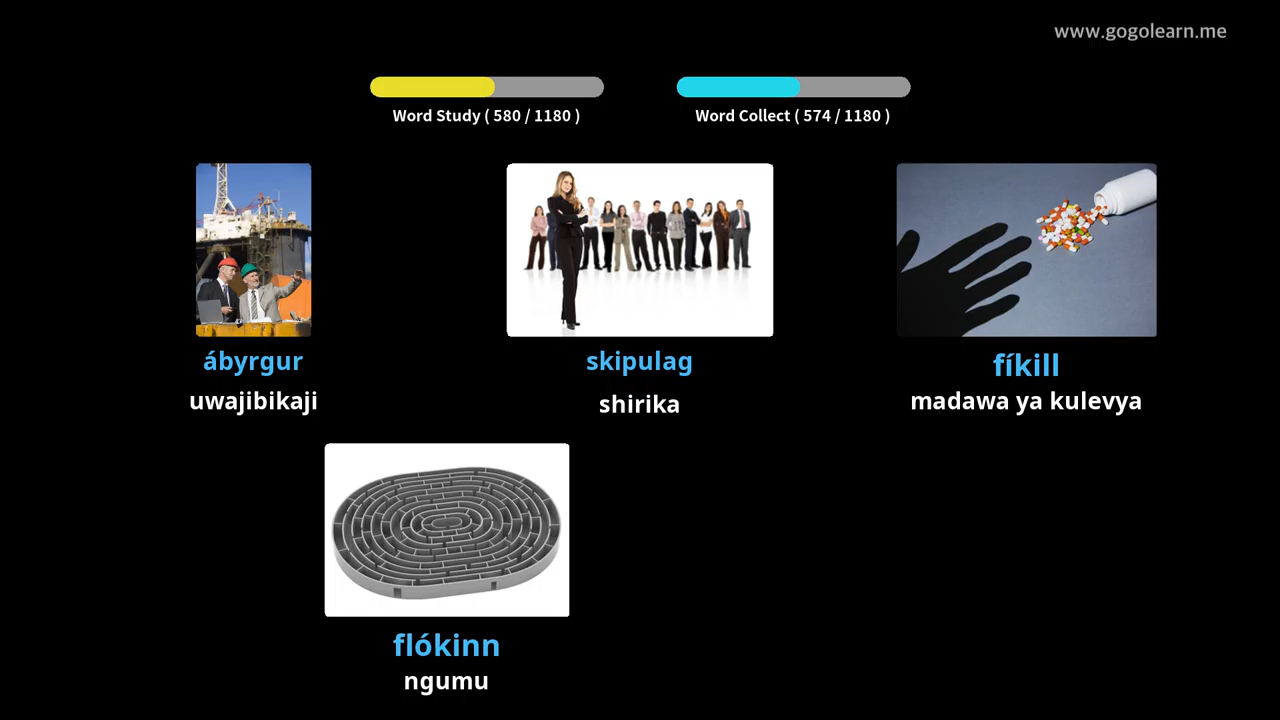 www.gogolearn.me
Word Study ( 580 / 1180 )
Word Collect ( 574 / 1180 )
ábyrgur
uwajibikaji
skipulag
shirika
fíkill
madawa ya kulevya
flókinn
ngumu